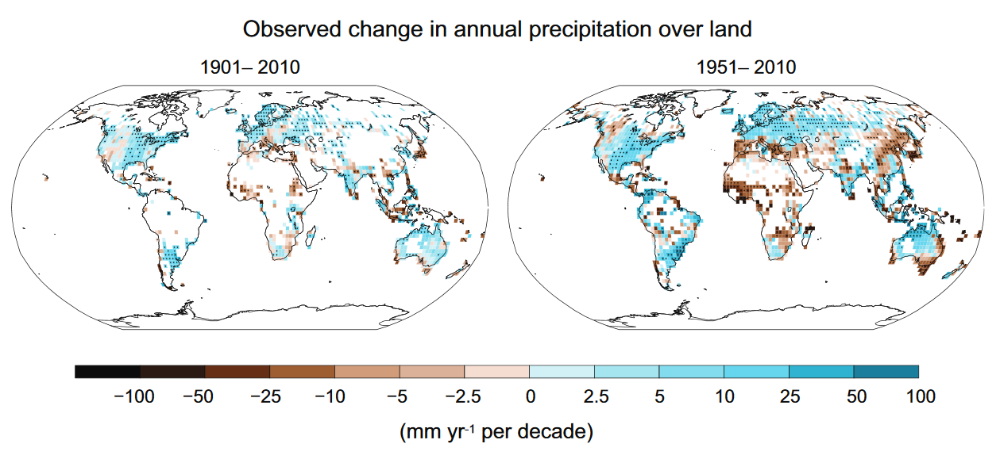 Observed change in annual precipitation over land
1901– 2010
1951– 2010
−100 −50 −25 −10 −5 −2.5 0 2.5 5 10 25 50 100
(mm yr-1 per decade)